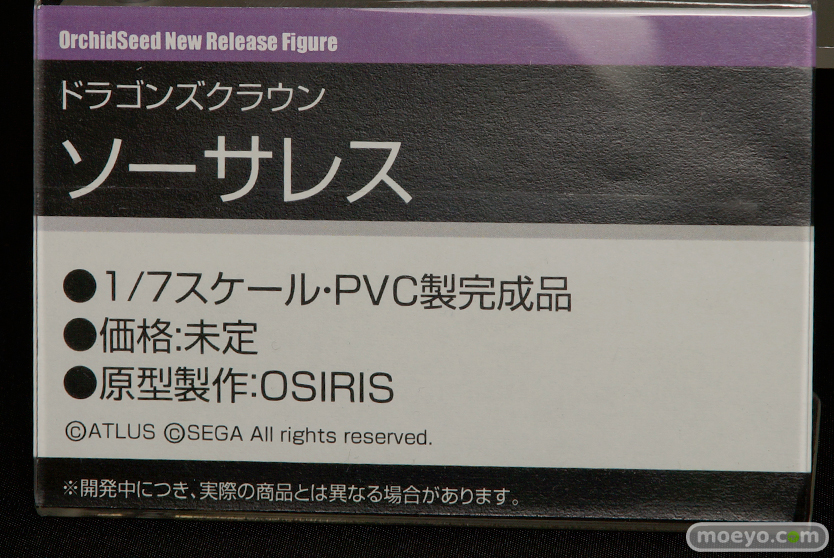 OrchidSeed New Release Figure
ドラゴンズクラウン
ソーサレス
●1/7スケール・PVC製完成品
●価格:未定
●原型製作:OSIRIS
©ATLUS ©SEGA All rights reserved.
※開発中につき、実際の商品とは異なる場合があります。
moeyo.com